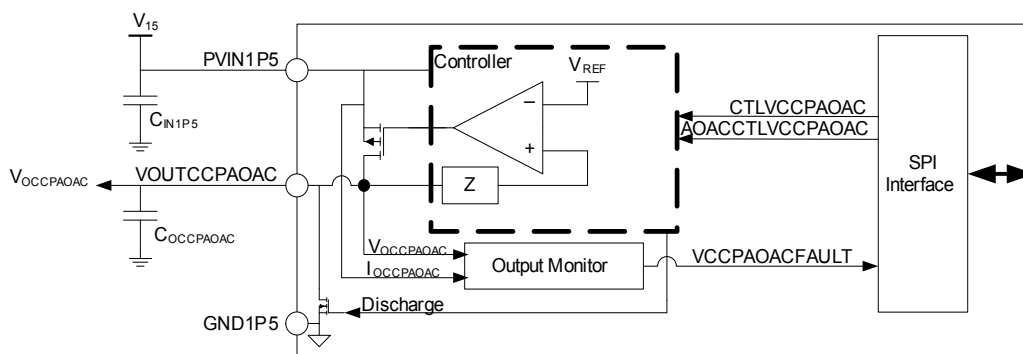 V15
PVIN1P5
CIN1P5
Controller
VREF
−
+
Z
CTLVCCPAOAC
AOACCTLVCCPAOAC
SPI
Interface
VOCCPAOAC
VOUTCCPAOAC
COCCPAOAC
VOCCPAOAC
IOCCPAOAC
Output Monitor
VCCPAOACFAULT
Discharge
GND1P5